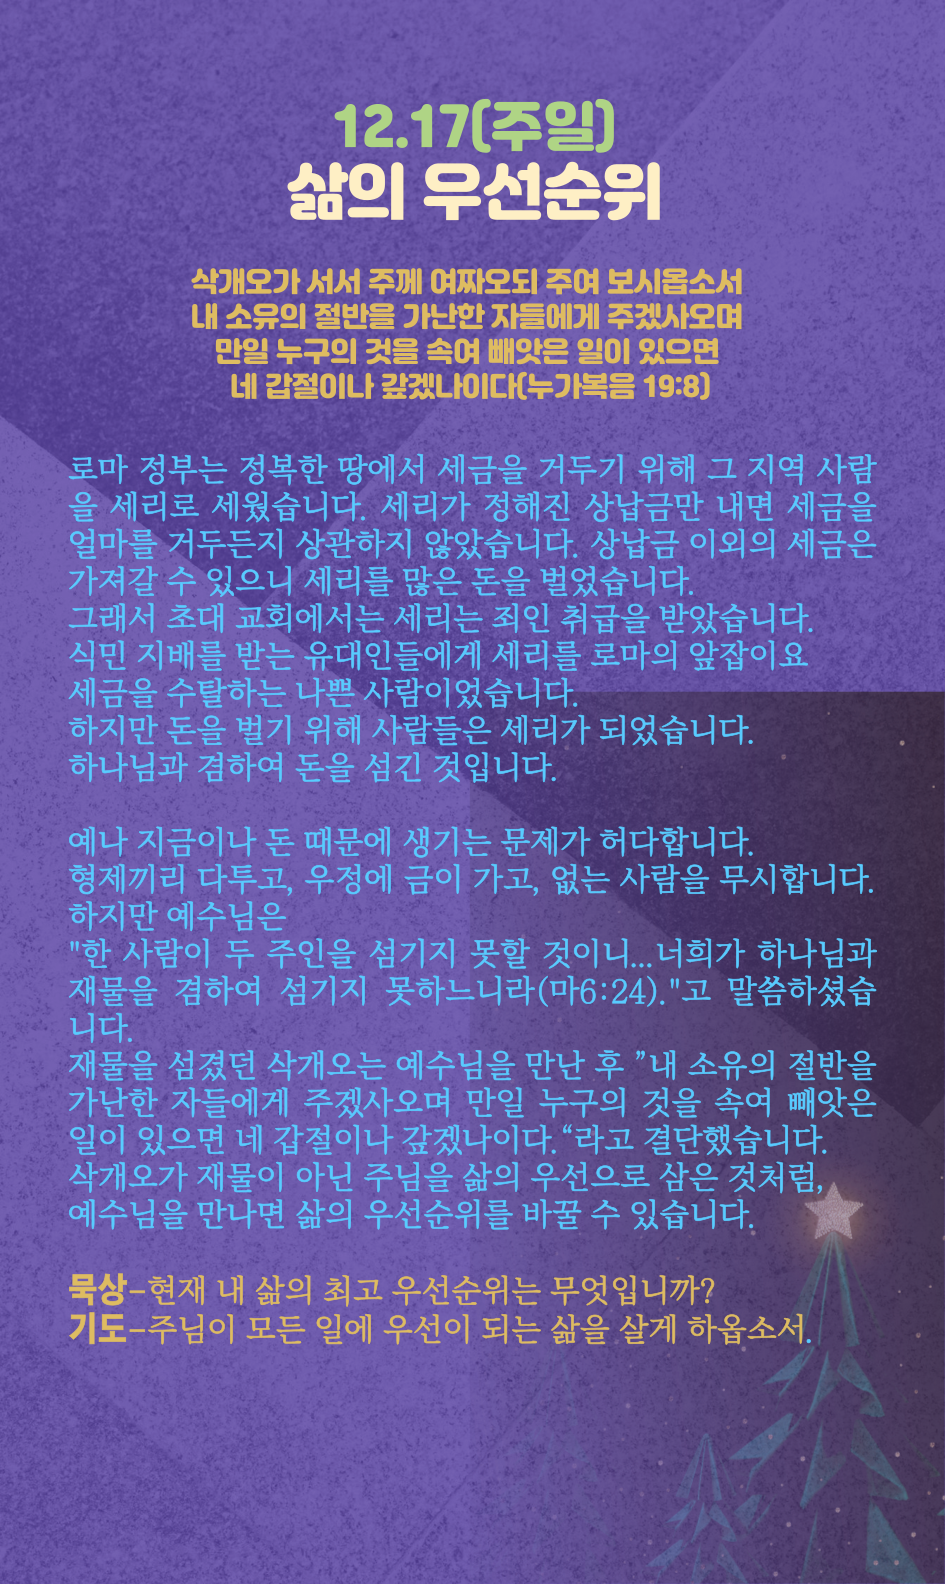 12.17(주일)
삶의 우선순위
삭개오가 서서 주께 여짜오되 주여 보시옵소서
내 소유의 절반을 가난한 자들에게 주겠사오며
만일 누구의 것을 속여 빼앗은 일이 있으면
네 갑절이나 갚겠나이다(누가복음 19:8)
로마 정부는 정복한 땅에서 세금을 거두기 위해 그 지역 사람
을 세리로 세웠습니다. 세리가 정해진 상납금만 내면 세금을
얼마를 거두든지 상관하지 않았습니다. 상납금 이외의 세금은
가져갈 수 있으니 세리를 많은 돈을 벌었습니다.
그래서 초대 교회에서는 세리는 죄인 취급을 받았습니다.
식민 지배를 받는 유대인들에게 세리를 로마의 앞잡이요
세금을 수탈하는 나쁜 사람이었습니다.
하지만 돈을 벌기 위해 사람들은 세리가 되었습니다.
하나님과 겸하여 돈을 섬긴 것입니다.
예나 지금이나 돈 때문에 생기는 문제가 허다합니다.
형제끼리 다투고, 우정에 금이 가고, 없는 사람을 무시합니다.
하지만 예수님은
"한 사람이 두 주인을 섬기지 못할 것이니...너희가 하나님과
재물을 겸하여 섬기지 못하느니라(마6:24)."고 말씀하셨습
니다.
재물을 섬겼던 삭개오는 예수님을 만난 후 ”내 소유의 절반을
가난한 자들에게 주겠사오며 만일 누구의 것을 속여 빼앗은
일이 있으면 네 갑절이나 갚겠나이다.“라고 결단했습니다.
삭개오가 재물이 아닌 주님을 삶의 우선으로 삼은 것처럼,
예수님을 만나면 삶의 우선순위를 바꿀 수 있습니다.
묵상-현재 내 삶의 최고 우선순위는 무엇입니까?
기도-주님이 모든 일에 우선이 되는 삶을 살게 하옵소서.